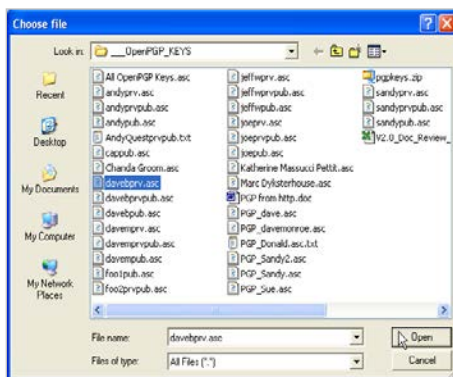 Choose file
Look in:
___OpenPGP_KEYS
Recent
Desktop
My Documents
My Computer
My Network
Places
All OpenPGP Keys.asc
andyprv.asc
andyprvpub.asc
andypub.asc
AndyQuestprvpub.txt
cappub.asc
Chanda Groom.asc
davebprv.asc
davebprvpub.asc
davebpub.asc
davemprv.asc
davemprvpub.asc
davempub.asc
foo1pub.asc
foo2prvpub.asc
jeffwprv.asc
jeffwprvpub.asc
jeffwpub.asc
joeprv.asc
joeprvpub.asc
joepub.asc
Katherine Massucci Pettit.asc
Marc Dyksterhouse.asc
PGP from http.doc
PGP_dave.asc
PGP_davemonroe.asc
PGP_Donald.asc.txt
PGP_Sandy2.asc
PGP_Sandy.asc
PGP_Sue.asc
pgpkeys.zip
sandyprv.asc
sandyprvpub.asc
sandypub.asc
V2.0_Doc_Review_
File name:
davebprv.asc
Open
Files of type:
All Files (*.*)
Cancel